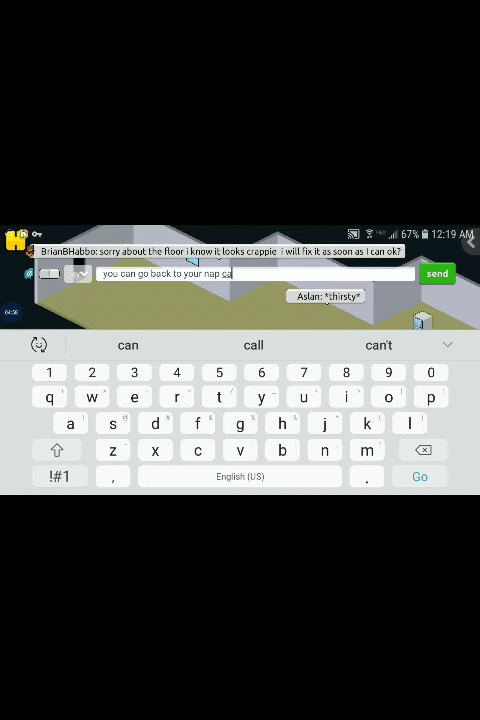 67% 12:19 AM
BrianBHabbo: sorry about the floor i know it looks crappie i will fix it as soon as I can ok?
you can go back to your nap ca
send
Aslan: *thirsty*
04:58
can call can't
1 2 3 4 5 6 7 8 9 0
q w e r t y u i o p
a s d f g h j k l
z x c v b n m
!#1 , English (US) . Go